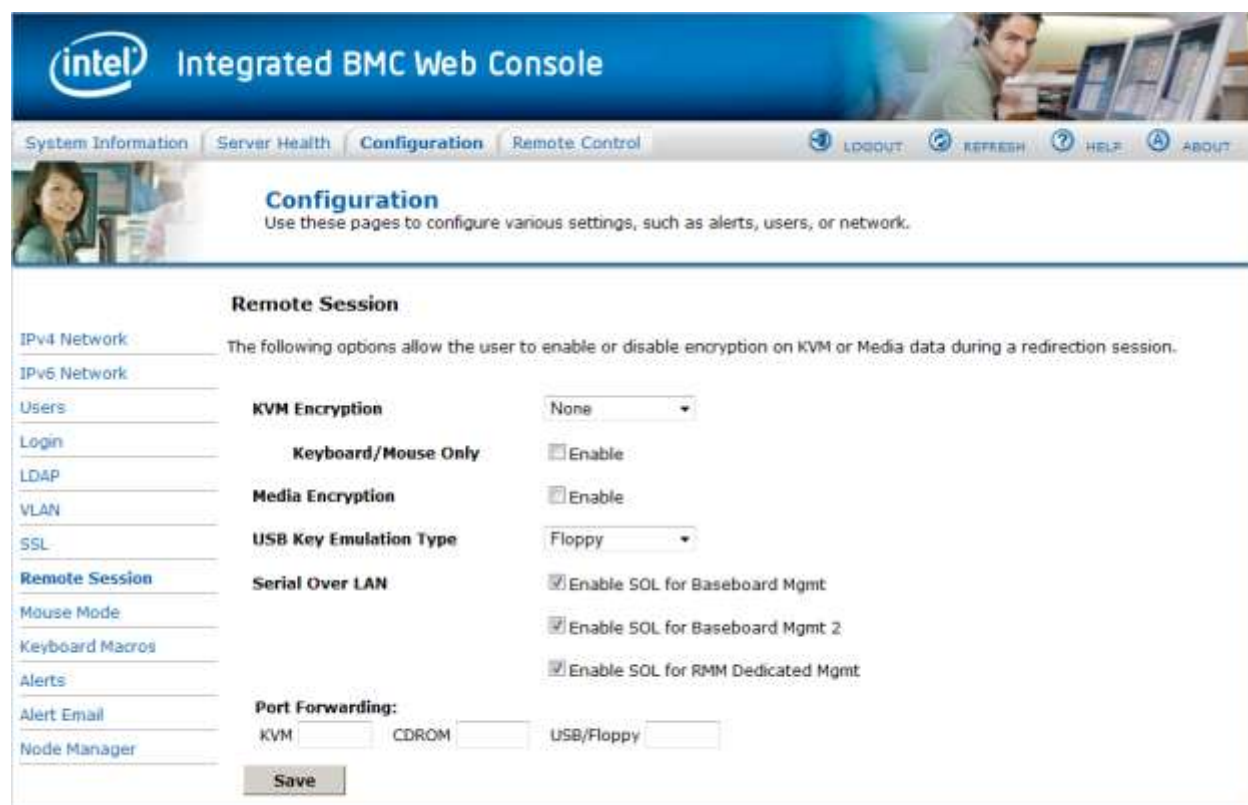 intel Integrated BMC Web Console
System Information Server Health Configuration Remote Control LOGOUT REFRESH HELP ABOUT
Configuration
Use these pages to configure various settings, such as alerts, users, or network.
Remote Session
The following options allow the user to enable or disable encryption on KVM or Media data during a redirection session.
IPv4 Network
IPv6 Network
Users
Login
LDAP
VLAN
SSL
Remote Session
Mouse Mode
Keyboard Macros
Alerts
Alert Email
Node Manager
KVM Encryption None
Keyboard/Mouse Only Enable
Media Encryption Enable
USB Key Emulation Type Floppy
Serial Over LAN Enable SOL for Baseboard Mgmt
Enable SOL for Baseboard Mgmt 2
Enable SOL for RMM Dedicated Mgmt
Port Forwarding:
KVM CDROM USB/Floppy
Save